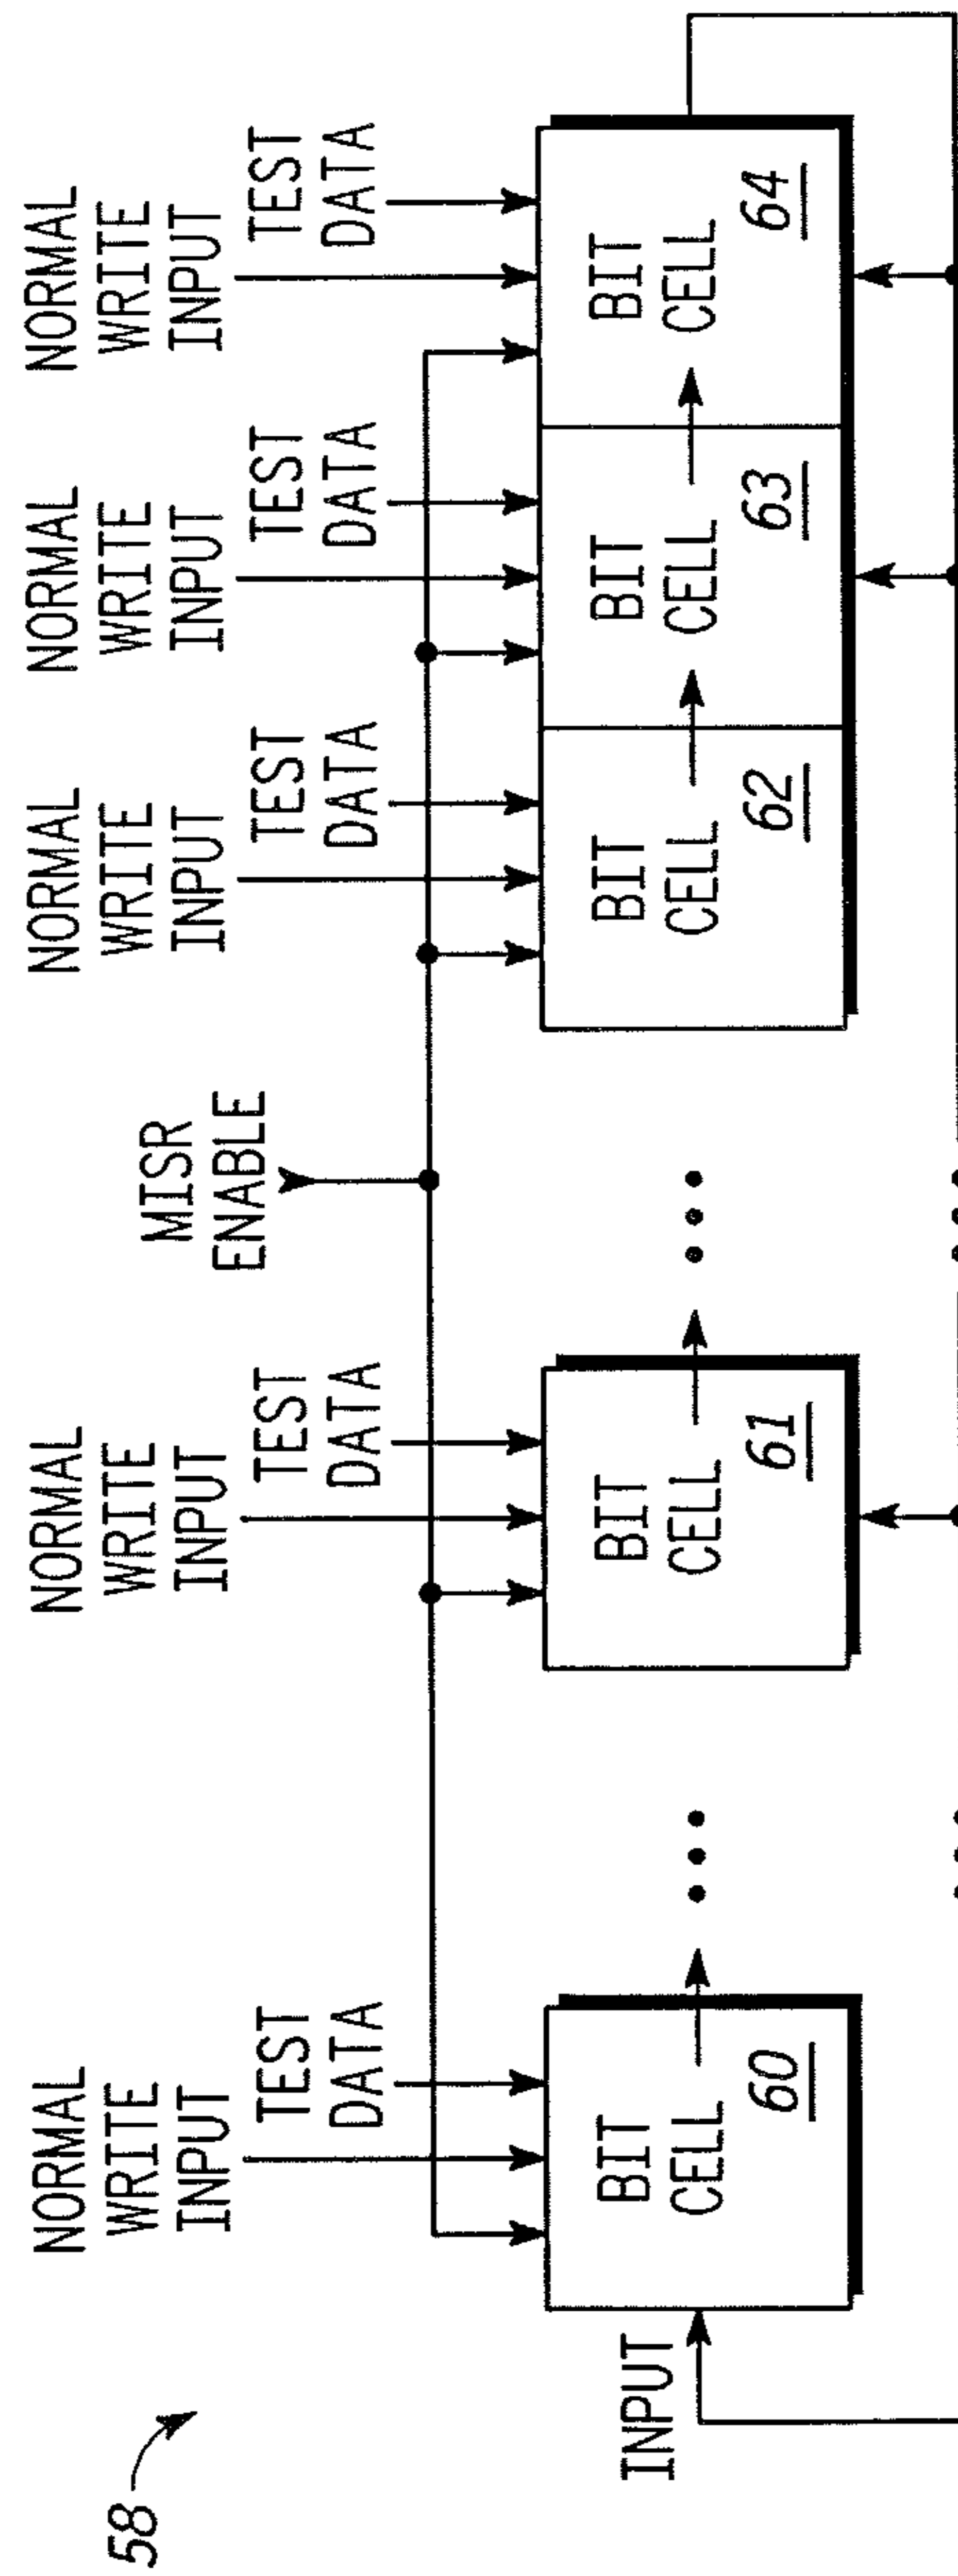 58
NORMAL
WRITE
INPUT
TEST
DATA
NORMAL
WRITE
INPUT
TEST
DATA
MISR
ENABLE
NORMAL
WRITE
INPUT
TEST
DATA
NORMAL
WRITE
INPUT
TEST
DATA
NORMAL
WRITE
INPUT
TEST
DATA
INPUT
BIT
CELL
60
BIT
CELL
61
BIT
CELL
62
BIT
CELL
63
BIT
CELL
64